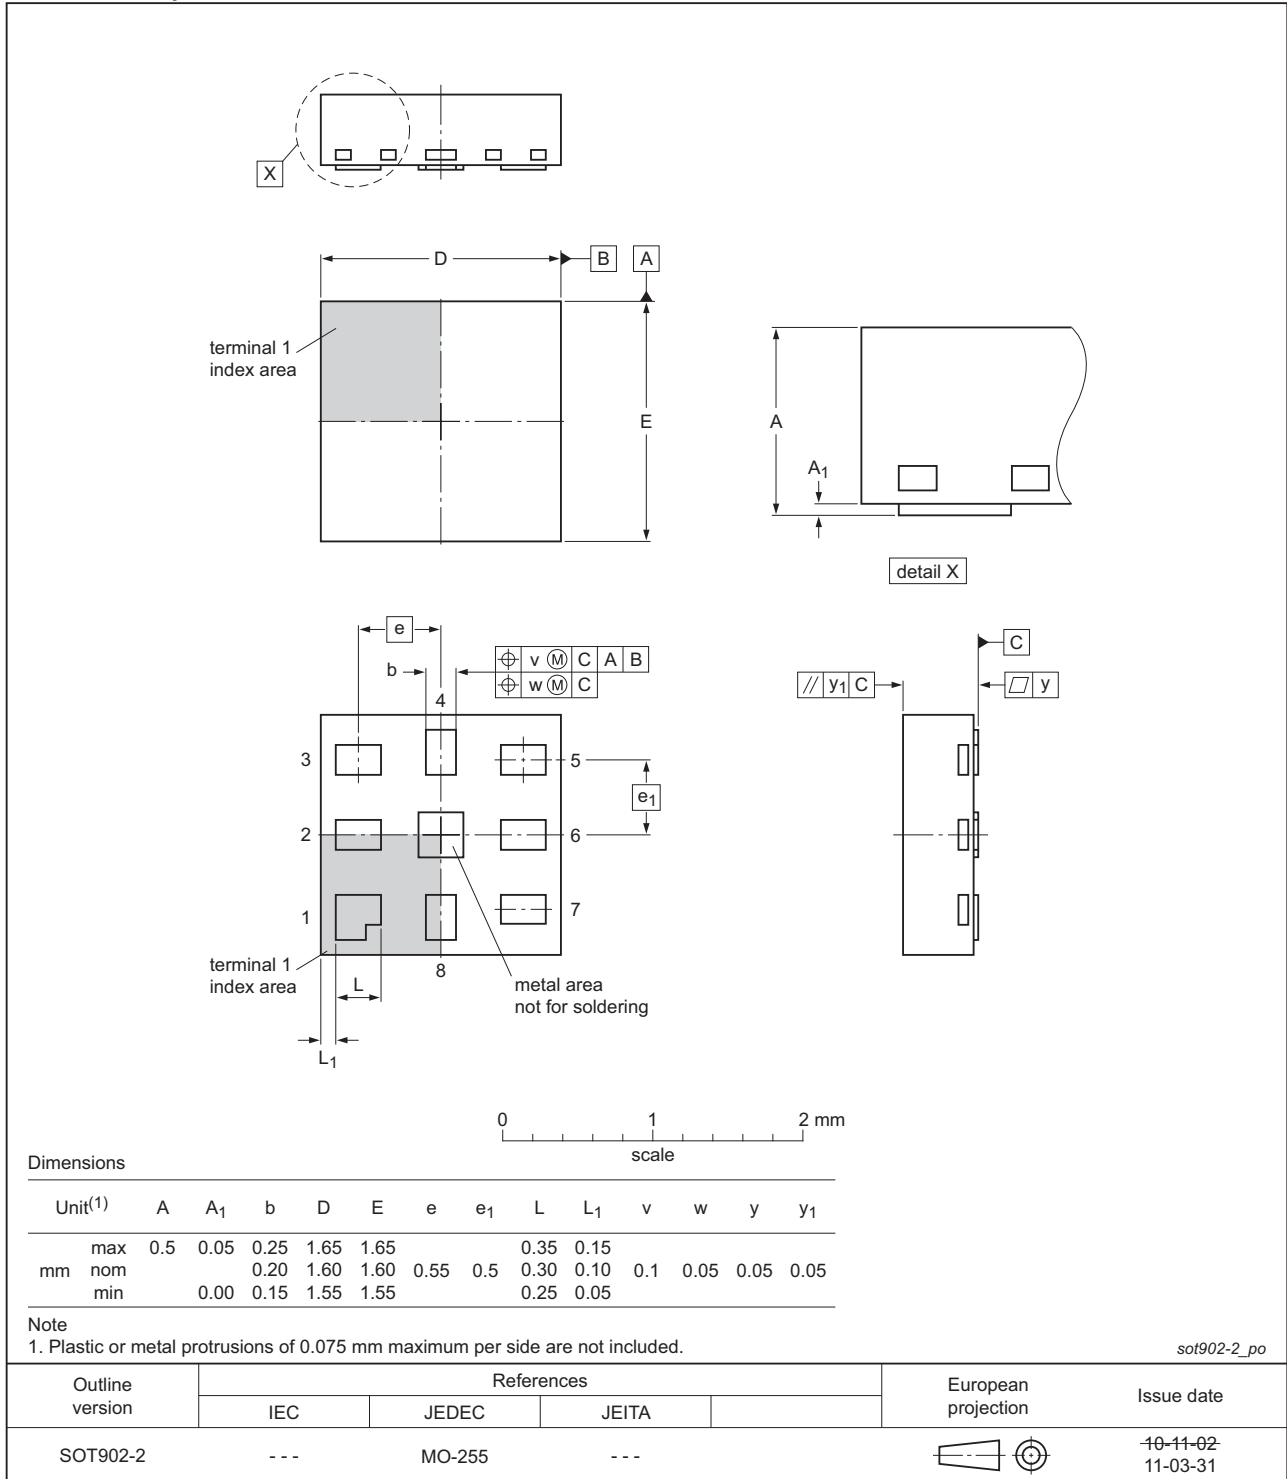 X
D
B
A
terminal 1
index area
E
A
A1
detail X
e
b
v M C A B
w M C
4
3
5
e1
2
6
1
7
8
terminal 1
index area
L
L1
metal area
not for soldering
C
// y1 C
y
0 1 2 mm
scale
Dimensions
Unit(1) A A1 b D E e e1 L L1 v w y y1
max 0.5 0.05 0.25 1.65 1.65 0.35 0.15
mm nom 0.20 1.60 1.60 0.55 0.5 0.30 0.10 0.1 0.05 0.05 0.05
min 0.00 0.15 1.55 1.55 0.25 0.05
Note
1. Plastic or metal protrusions of 0.075 mm maximum per side are not included.
sot902-2_po
Outline
version
References
IEC JEDEC JEITA
European
projection
Issue date
SOT902-2 - - - MO-255 - - -
10-11-02
11-03-31